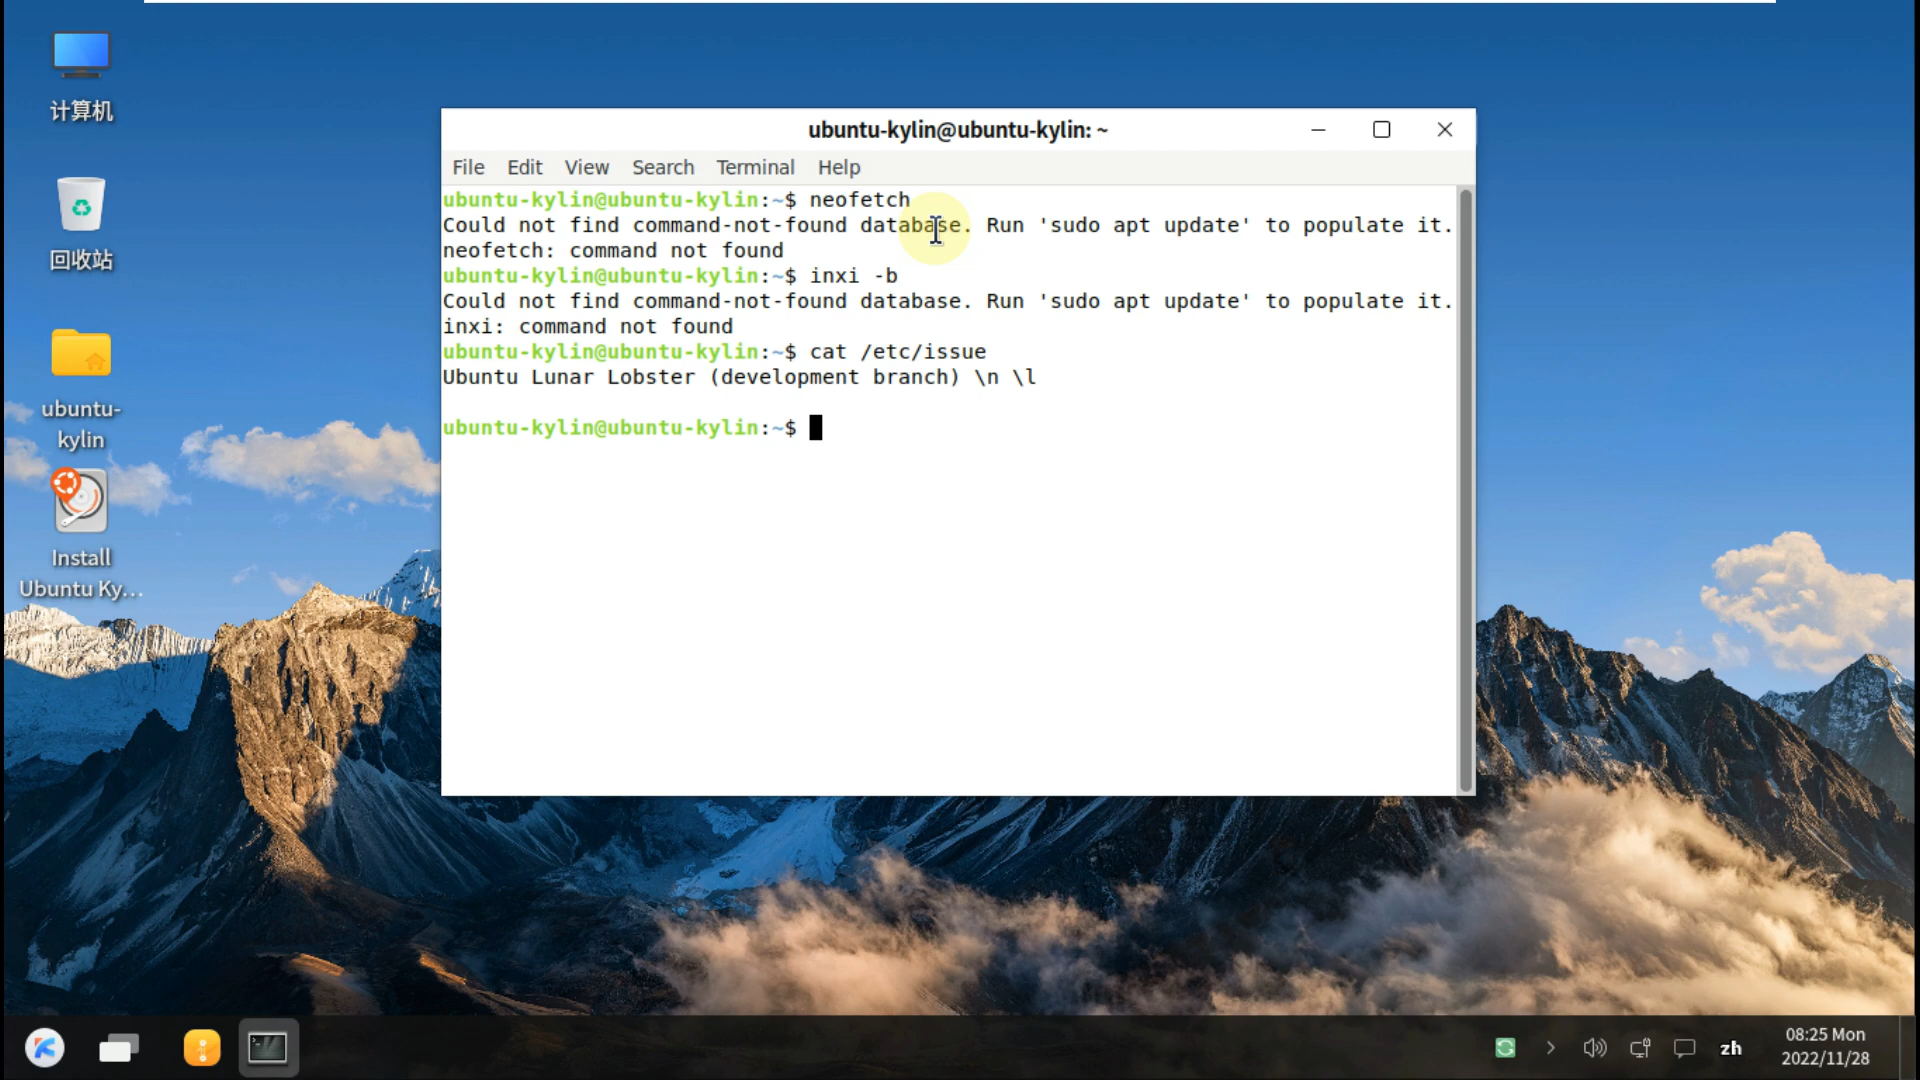 计算机
回收站
ubuntu-
kylin
Install
Ubuntu Ky...
ubuntu-kylin@ubuntu-kylin: ~
File Edit View Search Terminal Help
ubuntu-kylin@ubuntu-kylin:~$ neofetch
Could not find command-not-found database. Run 'sudo apt update' to populate it.
neofetch: command not found
ubuntu-kylin@ubuntu-kylin:~$ inxi -b
Could not find command-not-found database. Run 'sudo apt update' to populate it.
inxi: command not found
ubuntu-kylin@ubuntu-kylin:~$ cat /etc/issue
Ubuntu Lunar Lobster (development branch) \n \l
ubuntu-kylin@ubuntu-kylin:~$
zh
08:25 Mon
2022/11/28